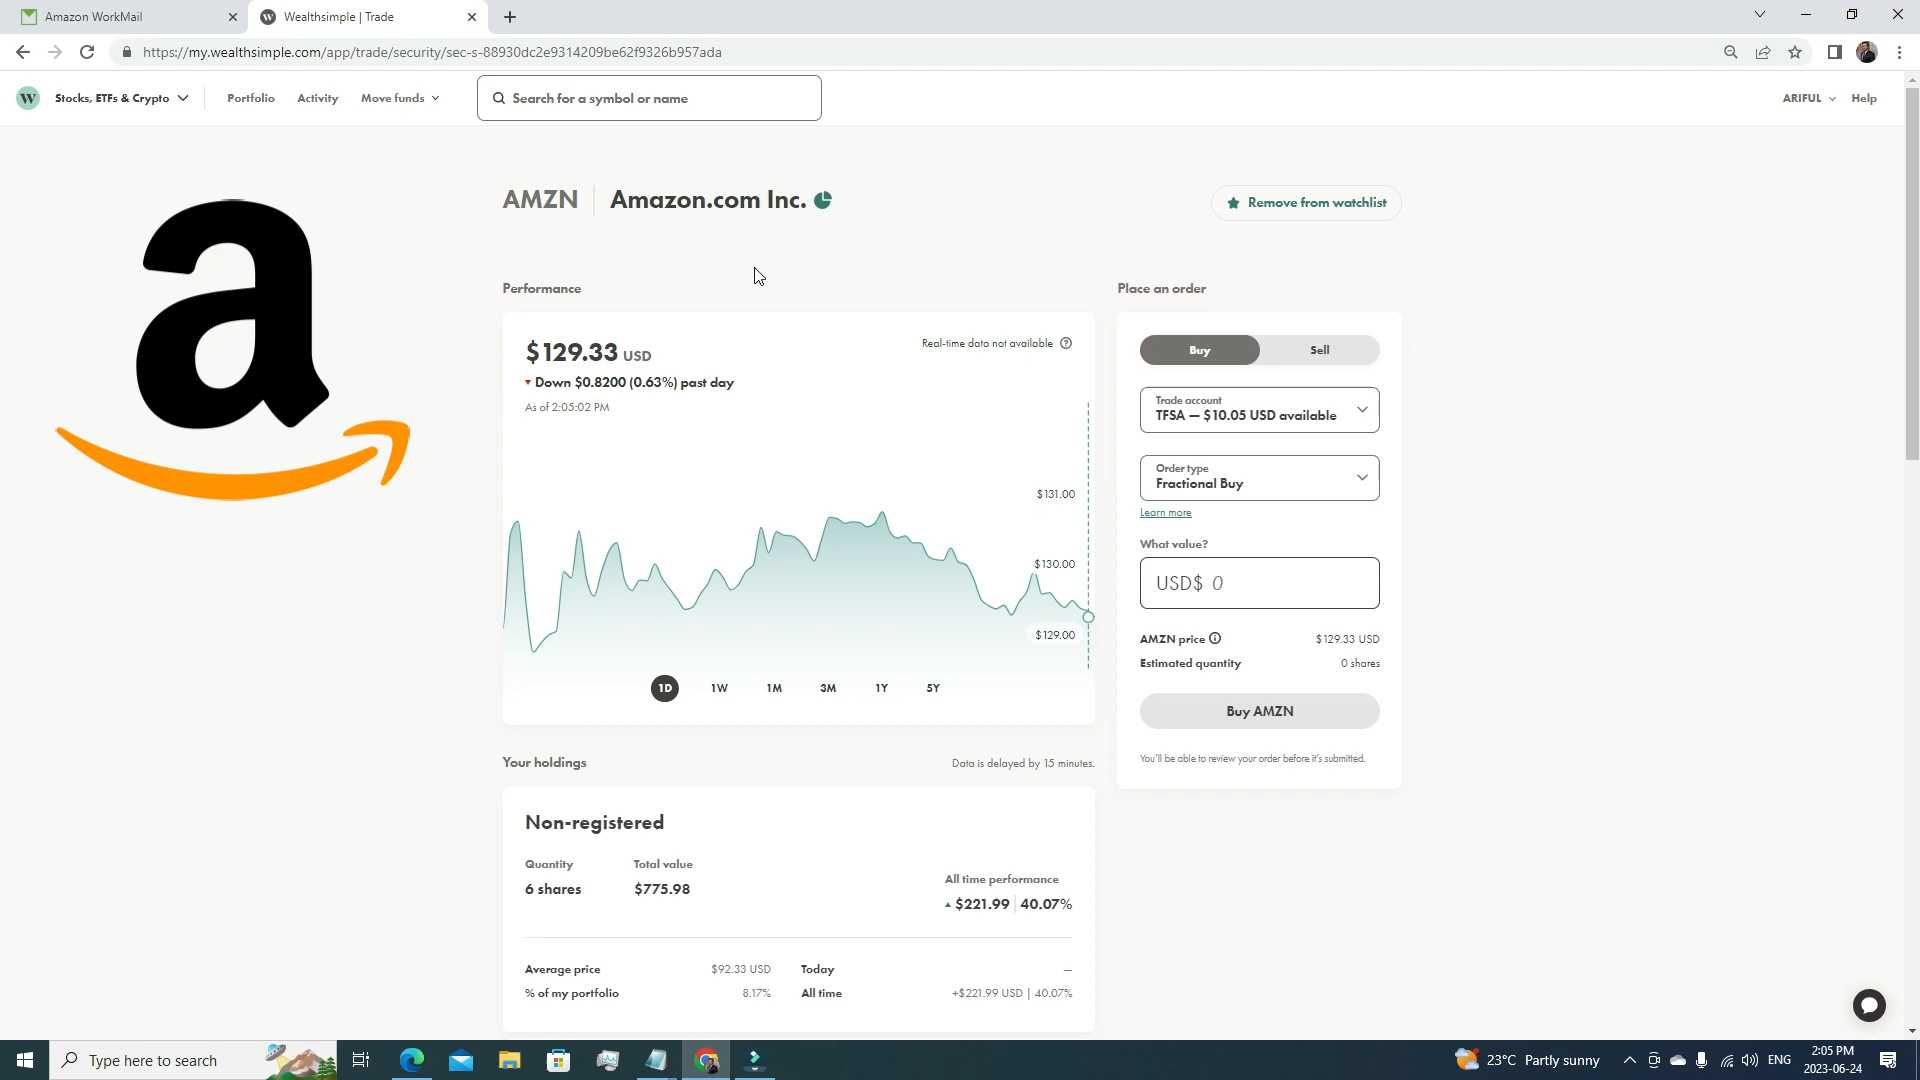 Amazon WorkMail
Wealthsimple | Trade
https://my.wealthsimple.com/app/trade/security/sec-s-88930dc2e9314209be62f9326b957ada
W Stocks, ETFs & Crypto Portfolio Activity Move funds Search for a symbol or name ARIFUL Help
AMZN Amazon.com Inc.
Remove from watchlist
a
Performance
$129.33 USD
Real-time data not available
Down $0.8200 (0.63%) past day
As of 2:05:02 PM
$131.00
$130.00
$129.00
1D 1W 1M 3M 1Y 5Y
Place an order
Buy Sell
Trade account
TFSA — $10.05 USD available
Order type
Fractional Buy
Learn more
What value?
USD$ 0
AMZN price $129.33 USD
Estimated quantity 0 shares
Buy AMZN
You'll be able to review your order before it's submitted.
Your holdings Data is delayed by 15 minutes.
Non-registered
Quantity Total value
6 shares $775.98
All time performance
$221.99 40.07%
Average price $92.33 USD Today —
% of my portfolio 8.17% All time +$221.99 USD | 40.07%
Type here to search
23°C Partly sunny
ENG
2:05 PM
2023-06-24